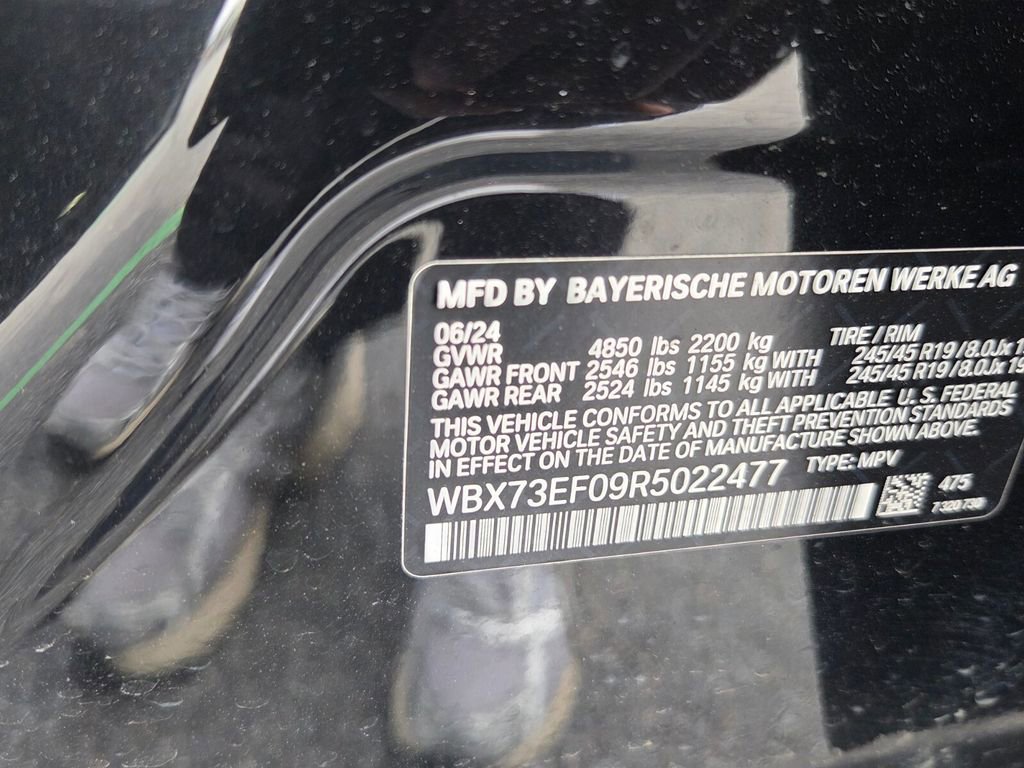 MFD BY BAYERISCHE MOTOREN WERKE AG
06/24 TIRE / RIM
GVWR 4850 lbs 2200 kg
GAWR FRONT 2546 lbs 1155 kg WITH 245/45 R19 / 8.0Jx
GAWR REAR 2524 lbs 1145 kg WITH 245/45 R19 / 8.0Jx 19
THIS VEHICLE CONFORMS TO ALL APPLICABLE U. S. FEDERAL
MOTOR VEHICLE SAFETY AND THEFT PREVENTION STANDARDS
IN EFFECT ON THE DATE OF MANUFACTURE SHOWN ABOVE.
WBX73EF09R5022477 TYPE: MPV
475